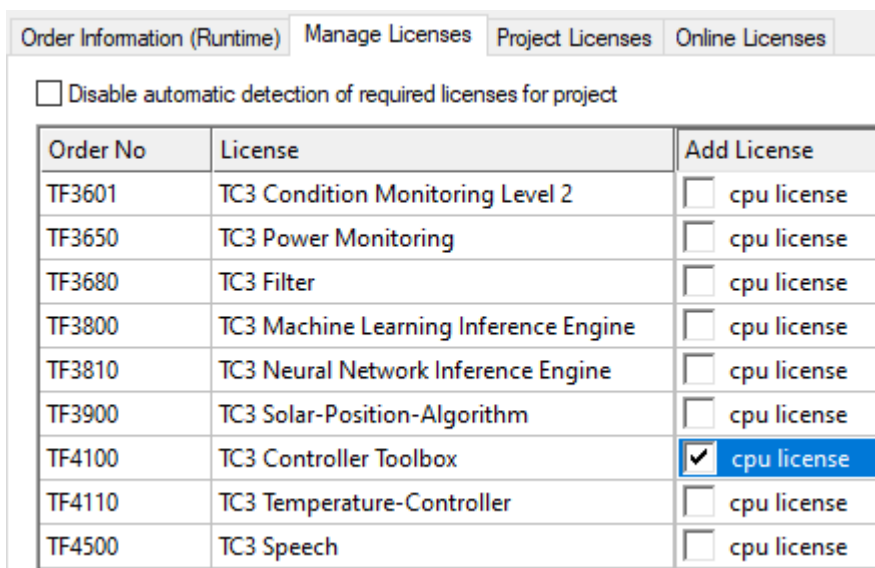 Order Information (Runtime) Manage Licenses Project Licenses Online Licenses
Disable automatic detection of required licenses for project
Order No License Add License
TF3601 TC3 Condition Monitoring Level 2 cpu license
TF3650 TC3 Power Monitoring cpu license
TF3680 TC3 Filter cpu license
TF3800 TC3 Machine Learning Inference Engine cpu license
TF3810 TC3 Neural Network Inference Engine cpu license
TF3900 TC3 Solar-Position-Algorithm cpu license
TF4100 TC3 Controller Toolbox cpu license
TF4110 TC3 Temperature-Controller cpu license
TF4500 TC3 Speech cpu license